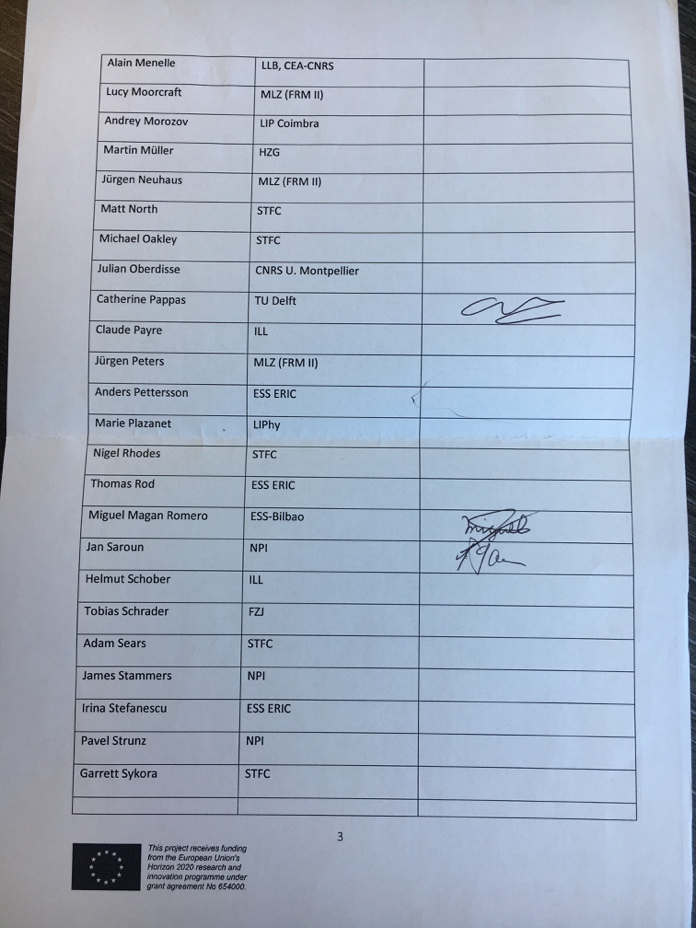 Alain Menelle LLB, CEA-CNRS
Lucy Moorcraft MLZ (FRM II)
Andrey Morozov LIP Coimbra
Martin Müller HZG
Jürgen Neuhaus MLZ (FRM II)
Matt North STFC
Michael Oakley STFC
Julian Oberdisse CNRS U. Montpellier
Catherine Pappas TU Delft
Claude Payre ILL
Jürgen Peters MLZ (FRM II)
Anders Pettersson ESS ERIC
Marie Plazanet LIPhy
Nigel Rhodes STFC
Thomas Rod ESS ERIC
Miguel Magan Romero ESS-Bilbao
Jan Saroun NPI
Helmut Schober ILL
Tobias Schrader FZJ
Adam Sears STFC
James Stammers NPI
Irina Stefanescu ESS ERIC
Pavel Strunz NPI
Garrett Sykora STFC
3
This project receives funding
from the European Union's
Horizon 2020 research and
innovation programme under
grant agreement No 654000.